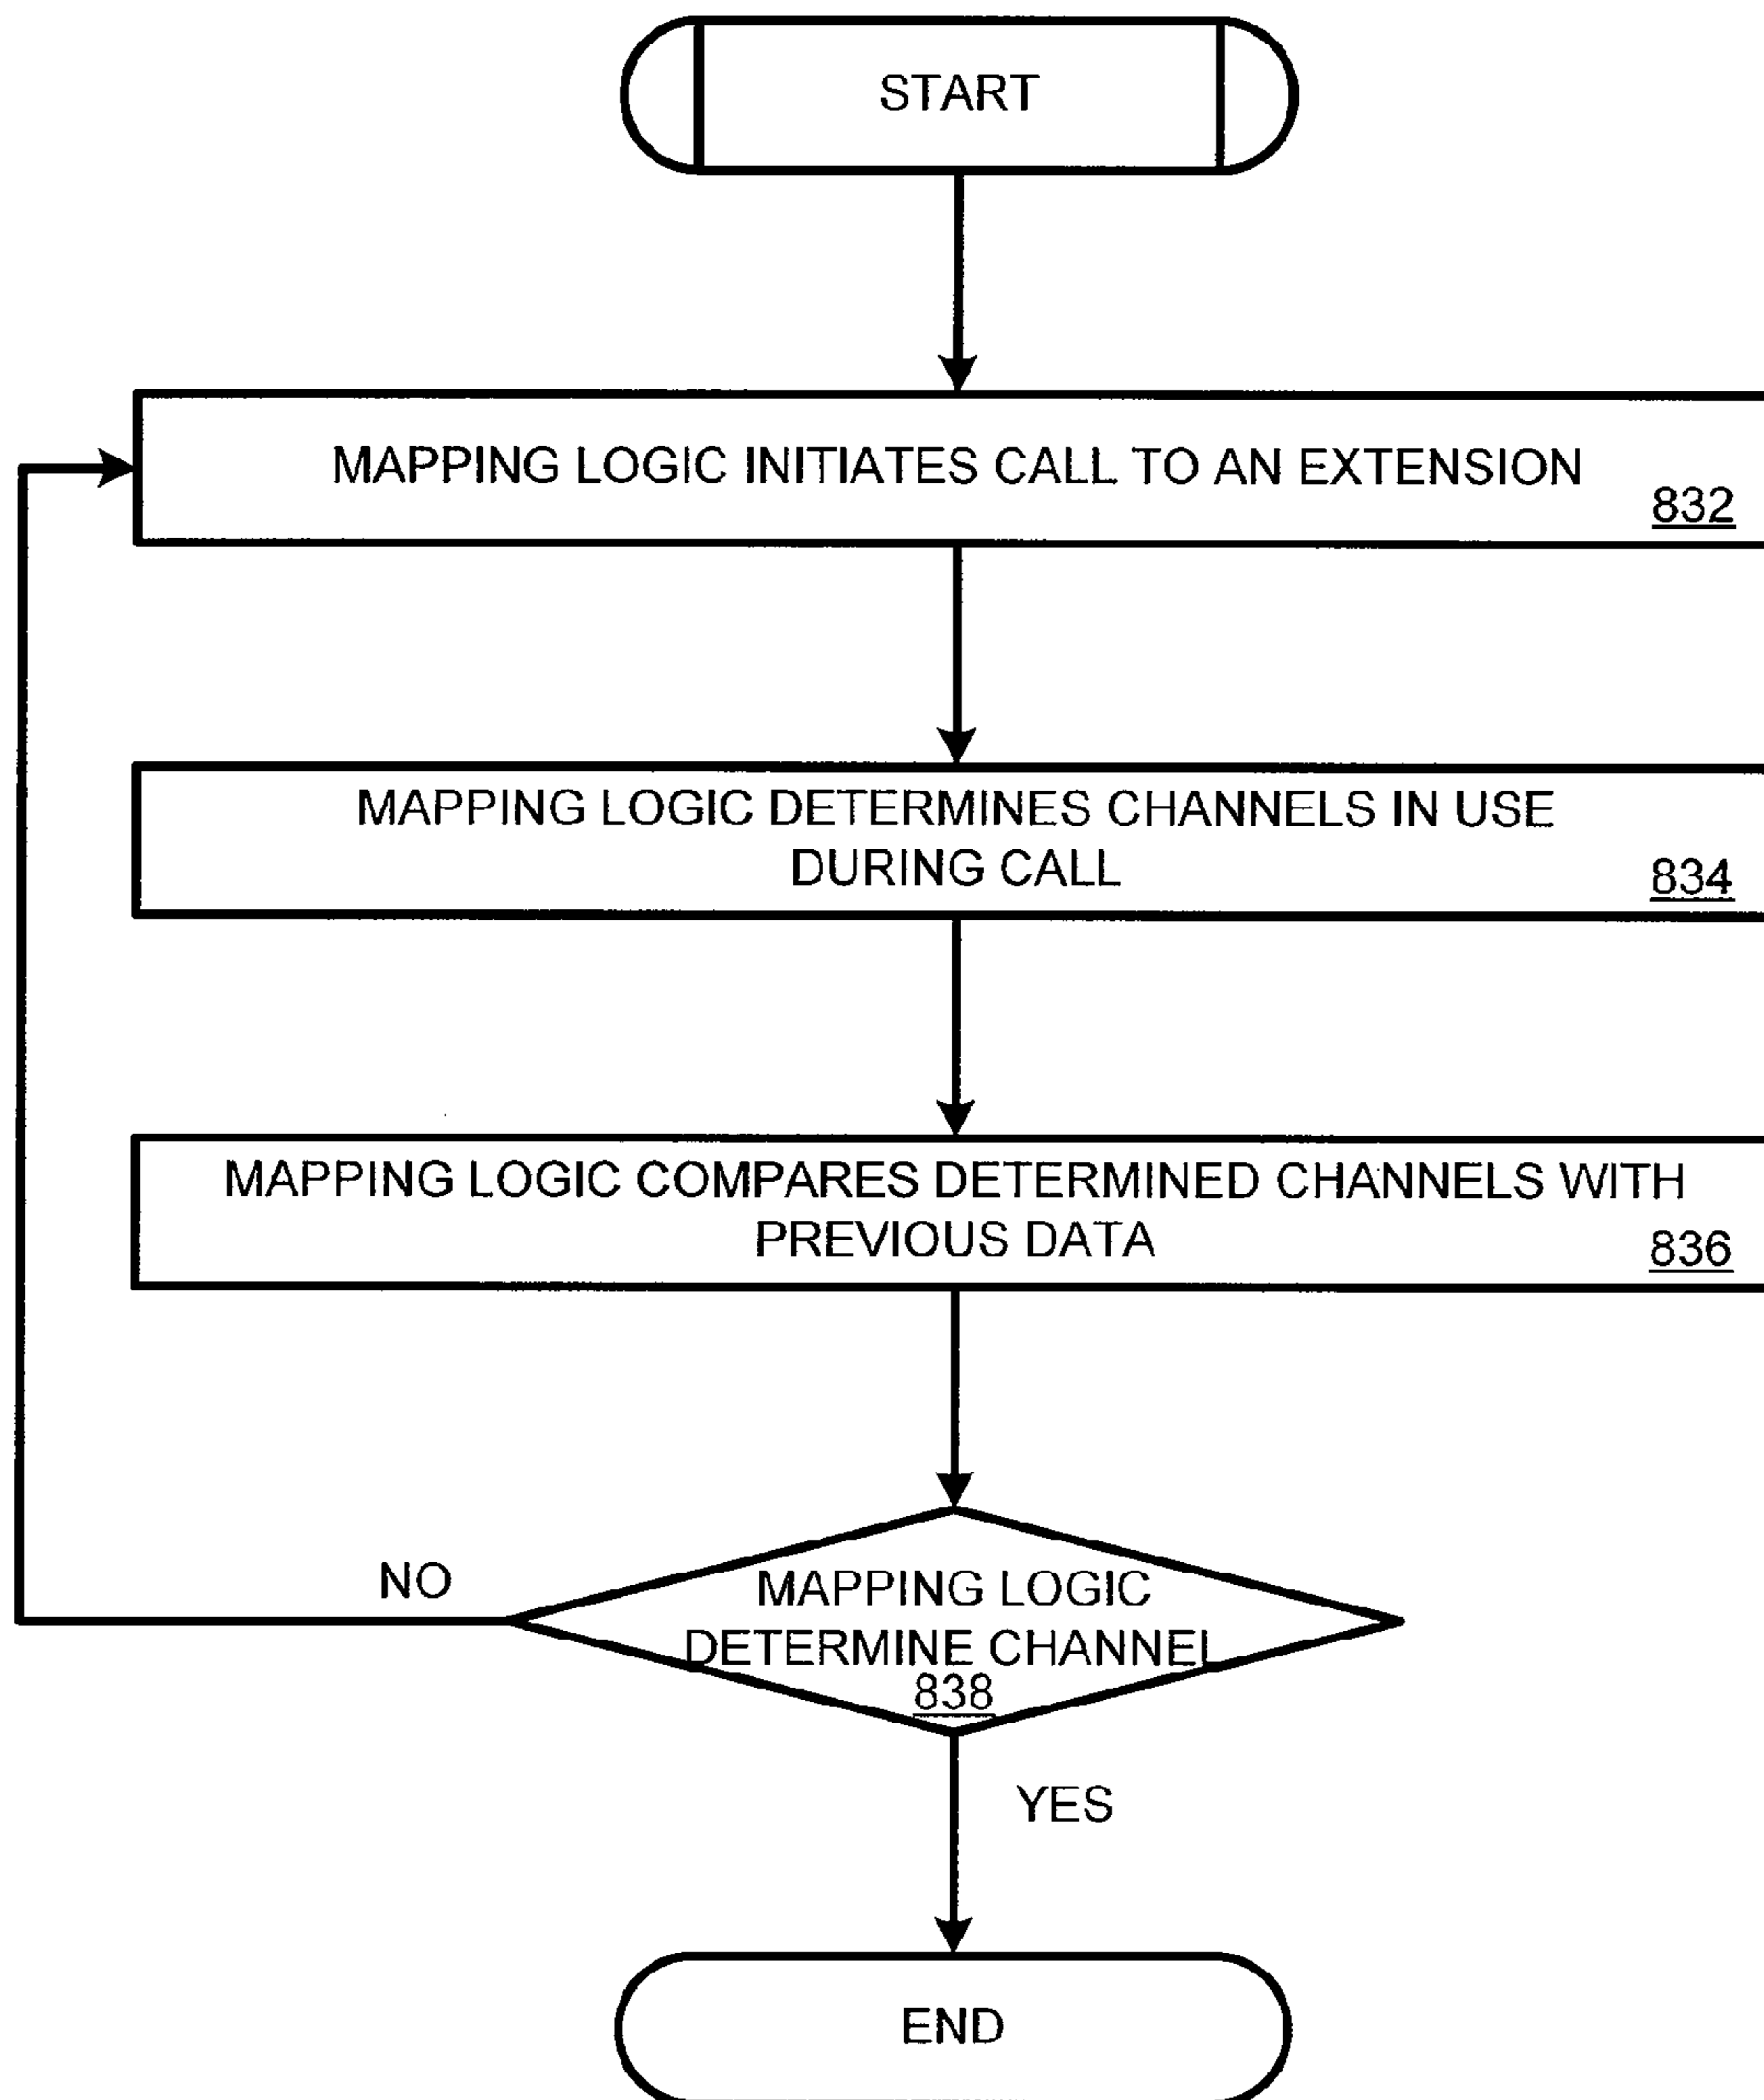 START
MAPPING LOGIC INITIATES CALL TO AN EXTENSION
832
MAPPING LOGIC DETERMINES CHANNELS IN USE
DURING CALL
834
MAPPING LOGIC COMPARES DETERMINED CHANNELS WITH
PREVIOUS DATA
836
NO
MAPPING LOGIC
DETERMINE CHANNEL
838
YES
END